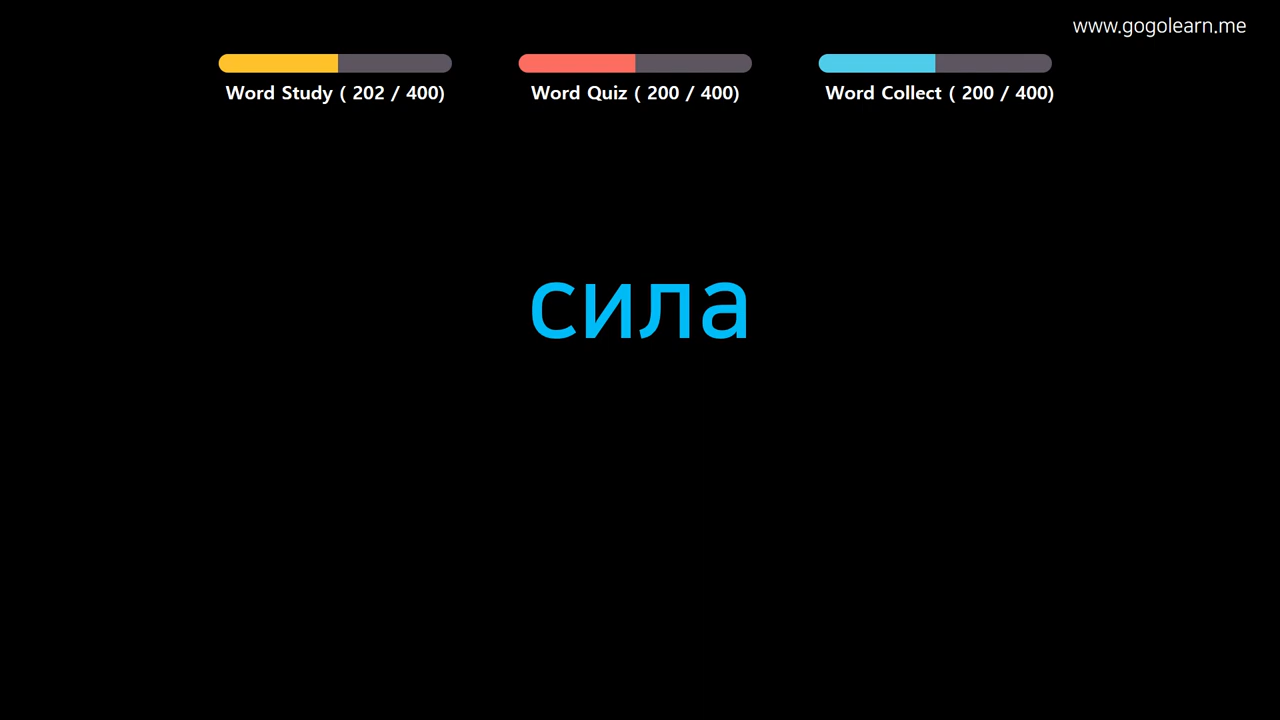 www.gogolearn.me
Word Study ( 202 / 400)
Word Quiz ( 200 / 400)
Word Collect ( 200 / 400)
сила